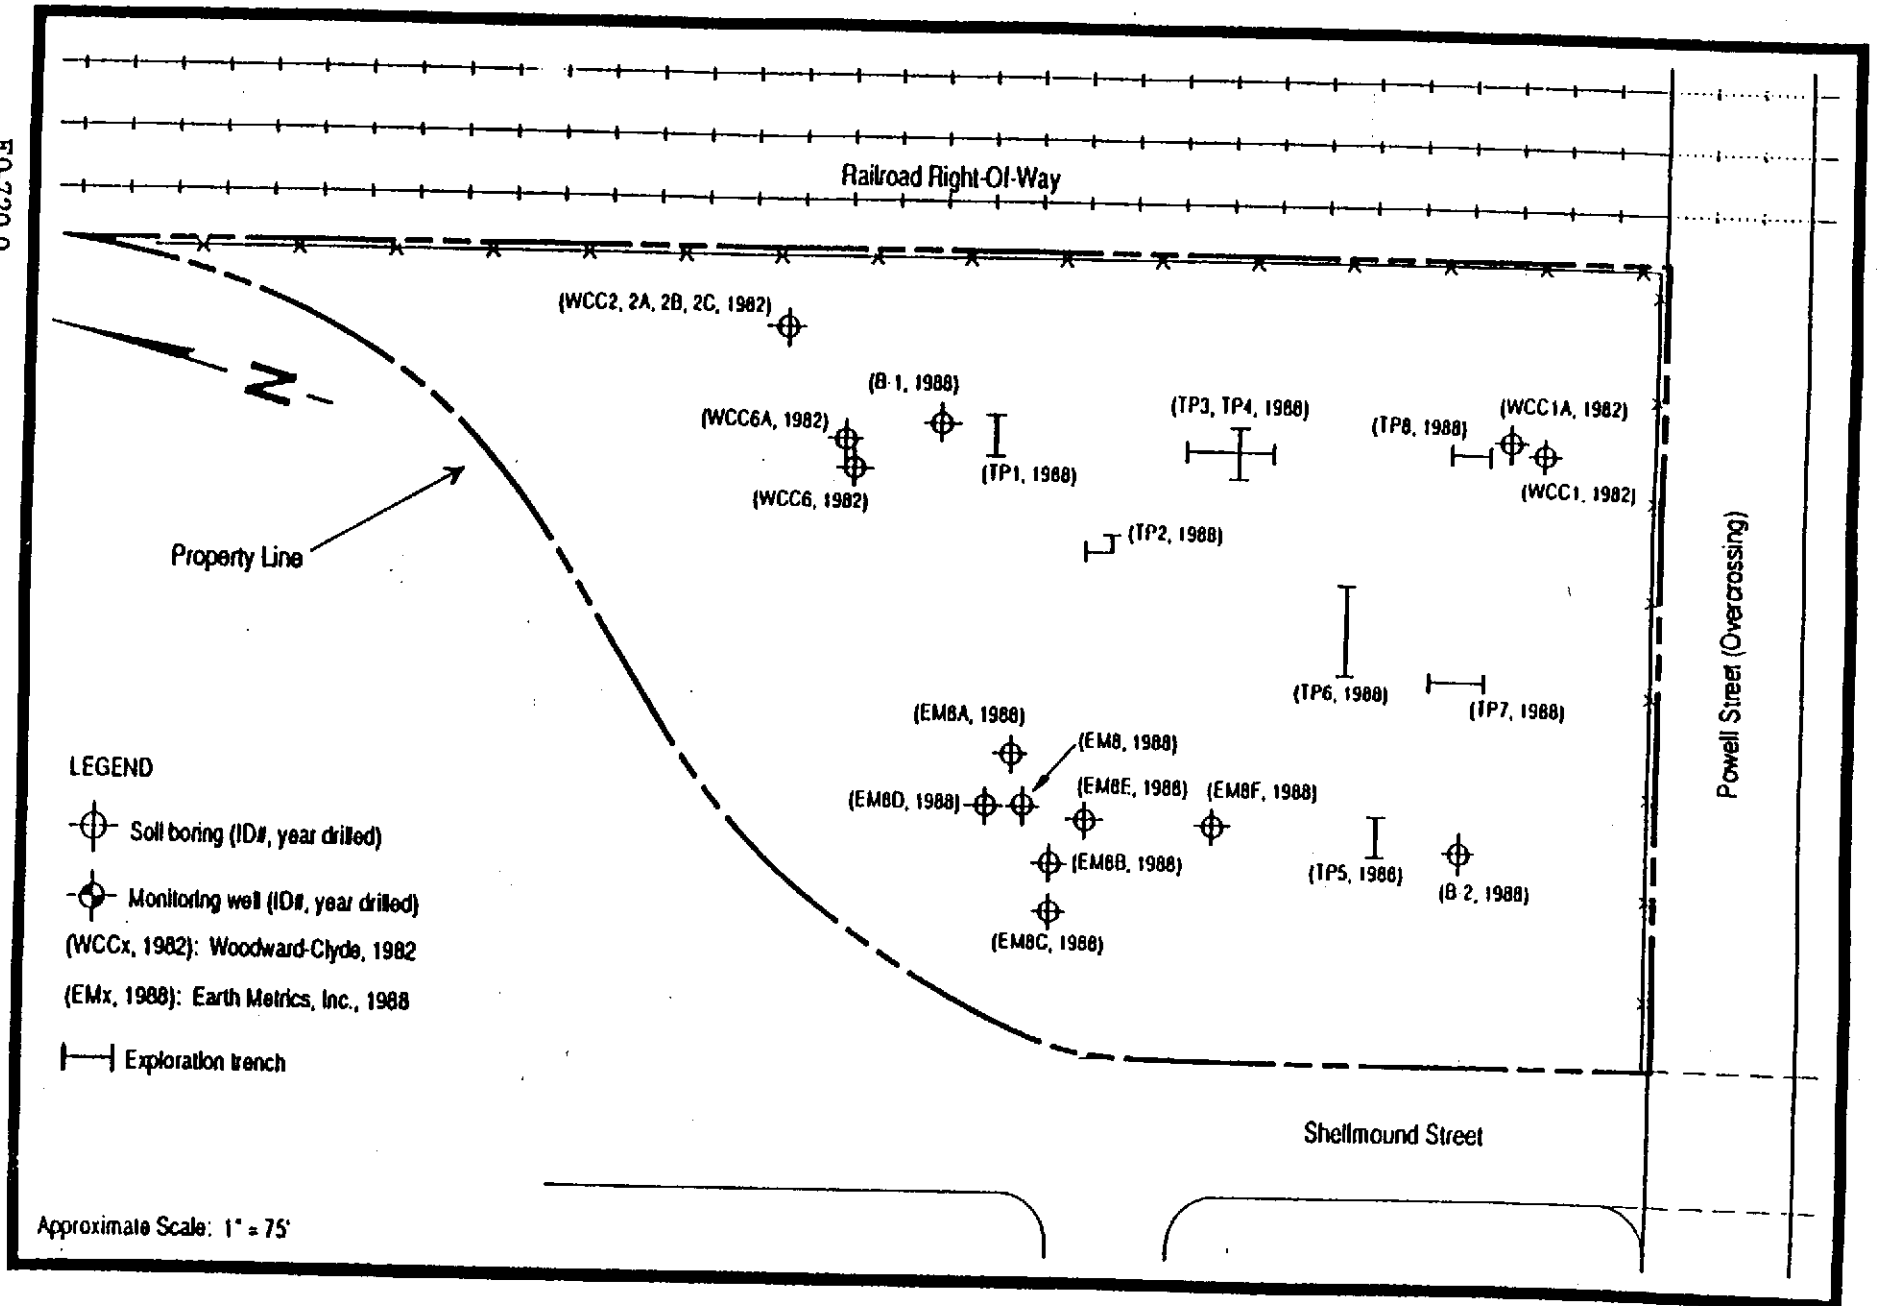 Railroad Right-Of-Way
(WCC2, 2A, 2B, 2C, 1982)
N
(B-1, 1988)
(WCC6A, 1982)
(TP3, TP4, 1988)
(WCC1A, 1982)
(TP8, 1988)
(TP1, 1988)
(WCC6, 1982)
(WCC1, 1982)
(TP2, 1988)
Property Line
Powell Street (Overcrossing)
(TP6, 1988)
(TP7, 1988)
(EM8A, 1988)
(EM8, 1988)
(EM8E, 1988)
(EM8F, 1988)
(EM8D, 1988)
(EM8B, 1988)
(TP5, 1988)
(B-2, 1988)
(EM8C, 1988)
LEGEND
Soil boring (ID#, year drilled)
Monitoring well (ID#, year drilled)
(WCCx, 1982): Woodward-Clyde, 1982
(EMx, 1988): Earth Metrics, Inc., 1988
Exploration trench
Shellmound Street
Approximate Scale: 1" = 75'